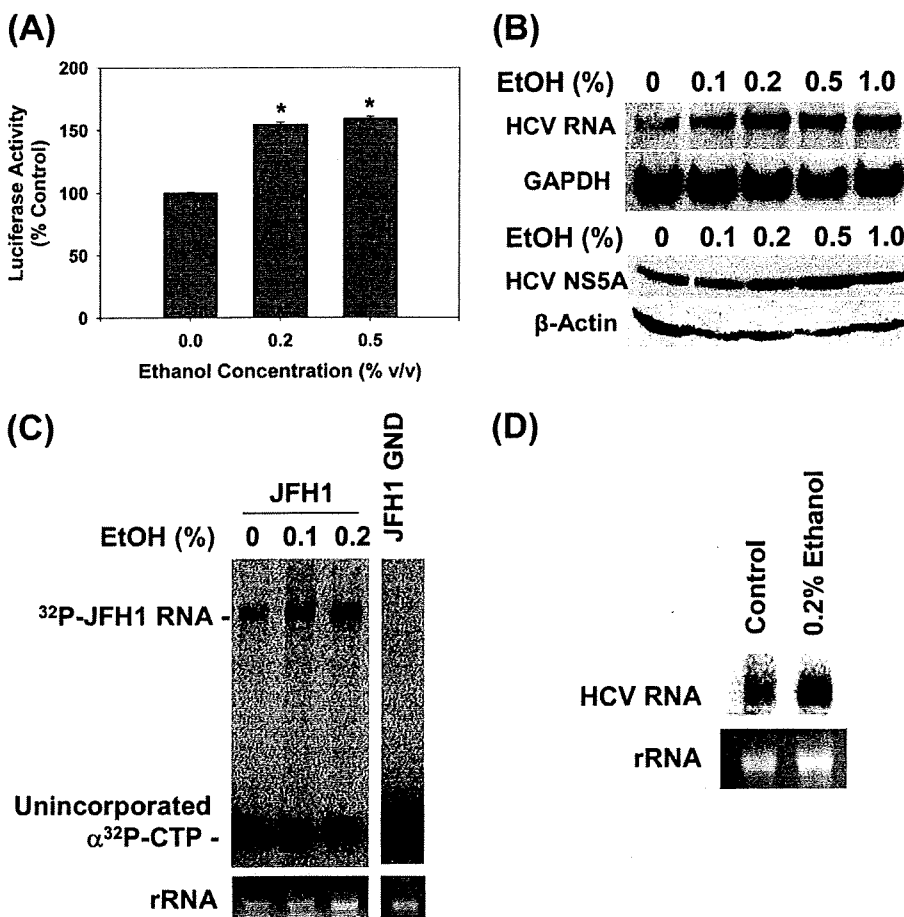 (A)
200
150
100
50
0
Luciferase Activity
(% Control)
*
*
0.0 0.2 0.5
Ethanol Concentration (% v/v)
(B)
EtOH (%) 0 0.1 0.2 0.5 1.0
HCV RNA
GAPDH
EtOH (%) 0 0.1 0.2 0.5 1.0
HCV NS5A
β-Actin
(C)
JFH1
JFH1 GND
EtOH (%) 0 0.1 0.2
³²P-JFH1 RNA -
Unincorporated
α³²P-CTP -
rRNA
(D)
Control
0.2% Ethanol
HCV RNA
rRNA